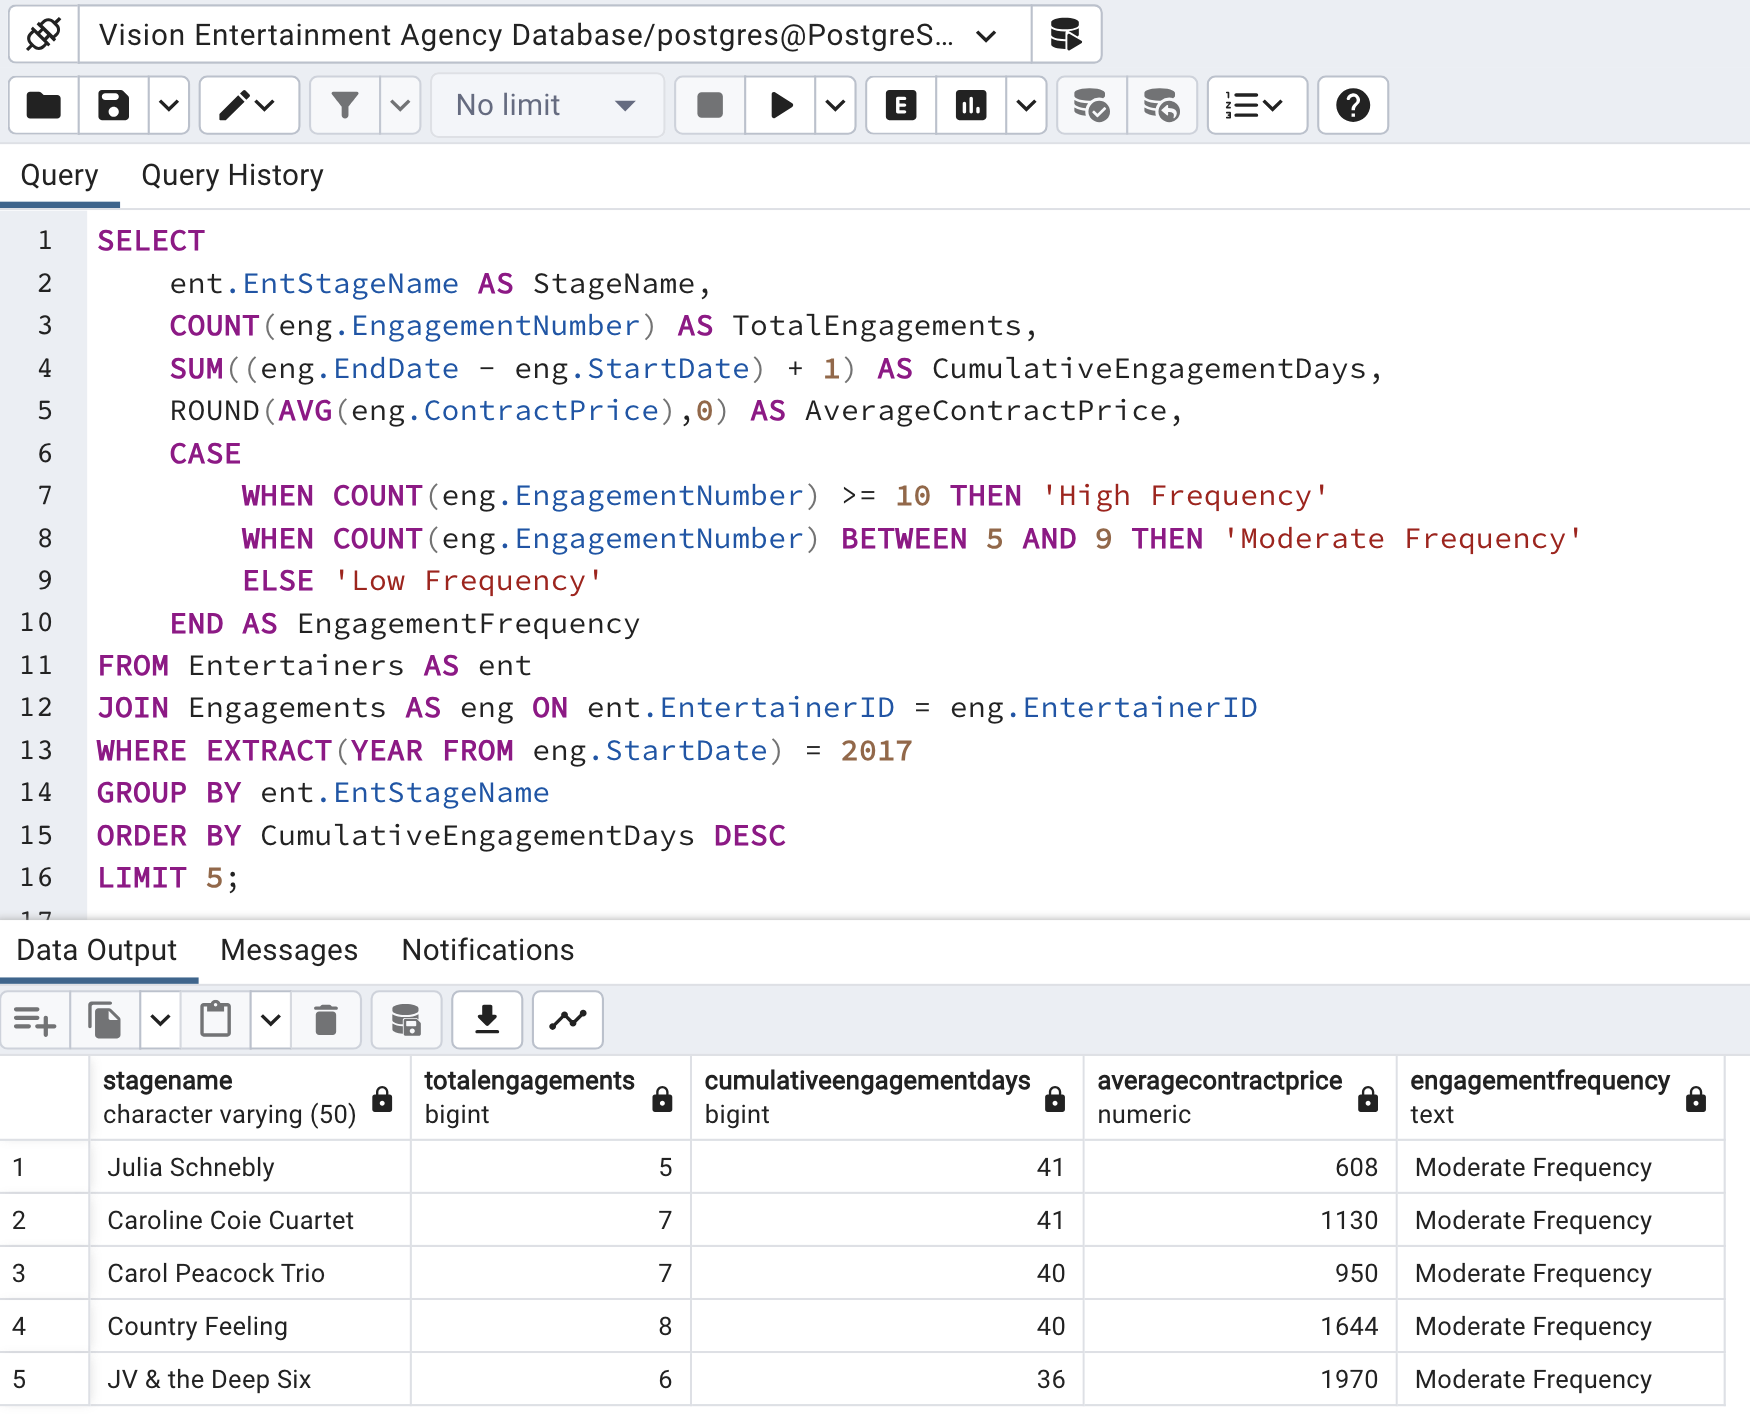 Vision Entertainment Agency Database/postgres@PostgreS...
No limit
E
Query Query History
1 SELECT
2 ent.EntStageName AS StageName,
3 COUNT(eng.EngagementNumber) AS TotalEngagements,
4 SUM((eng.EndDate - eng.StartDate) + 1) AS CumulativeEngagementDays,
5 ROUND(AVG(eng.ContractPrice),0) AS AverageContractPrice,
6 CASE
7 WHEN COUNT(eng.EngagementNumber) >= 10 THEN 'High Frequency'
8 WHEN COUNT(eng.EngagementNumber) BETWEEN 5 AND 9 THEN 'Moderate Frequency'
9 ELSE 'Low Frequency'
10 END AS EngagementFrequency
11 FROM Entertainers AS ent
12 JOIN Engagements AS eng ON ent.EntertainerID = eng.EntertainerID
13 WHERE EXTRACT(YEAR FROM eng.StartDate) = 2017
14 GROUP BY ent.EntStageName
15 ORDER BY CumulativeEngagementDays DESC
16 LIMIT 5;
17
Data Output Messages Notifications
stagename totalengagements cumulativeengagementdays averagecontractprice engagementfrequency
character varying (50) bigint bigint numeric text
1 Julia Schnebly 5 41 608 Moderate Frequency
2 Caroline Coie Cuartet 7 41 1130 Moderate Frequency
3 Carol Peacock Trio 7 40 950 Moderate Frequency
4 Country Feeling 8 40 1644 Moderate Frequency
5 JV & the Deep Six 6 36 1970 Moderate Frequency